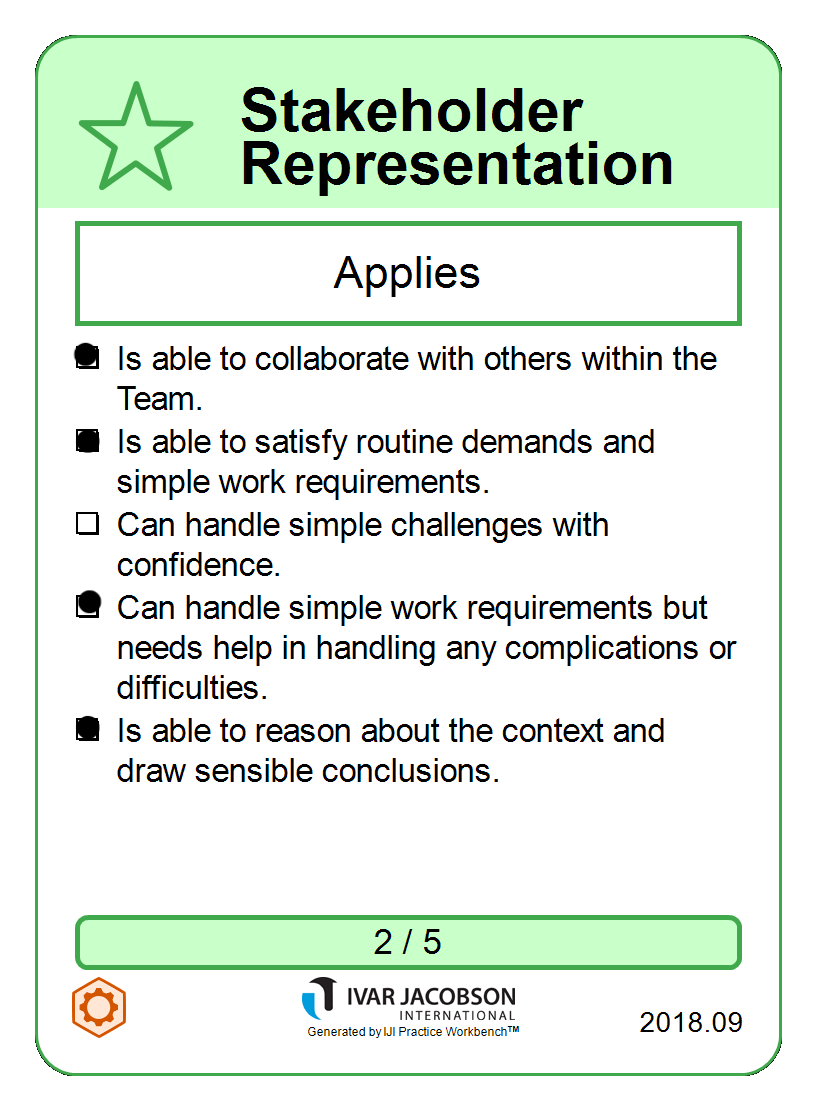 Stakeholder
Representation
Applies
Is able to collaborate with others within the
Team.
Is able to satisfy routine demands and
simple work requirements.
Can handle simple challenges with
confidence.
Can handle simple work requirements but
needs help in handling any complications or
difficulties.
Is able to reason about the context and
draw sensible conclusions.
2 / 5
IVAR JACOBSON
INTERNATIONAL
Generated by IJI Practice Workbench™
2018.09